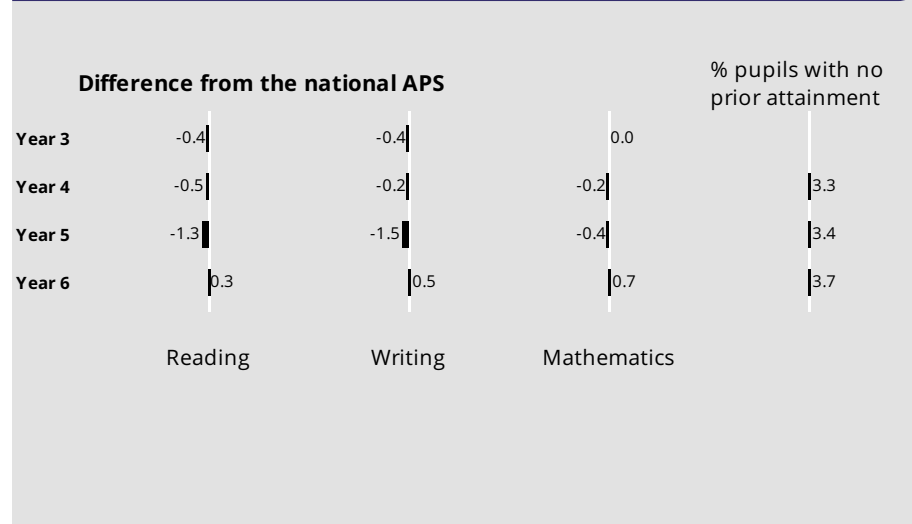 % pupils with no
prior attainment
Difference from the national APS
Year 3 -0.4 -0.4 0.0
Year 4 -0.5 -0.2 -0.2 3.3
Year 5 -1.3 -1.5 -0.4 3.4
Year 6 0.3 0.5 0.7 3.7
Reading Writing Mathematics